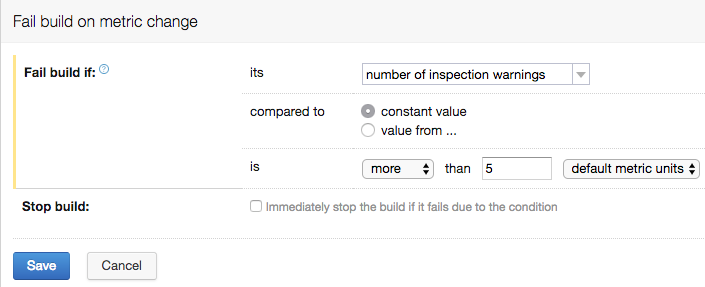 Fail build on metric change
Fail build if: ? its number of inspection warnings
compared to constant value
value from ...
is more than 5 default metric units
Stop build: Immediately stop the build if it fails due to the condition
Save Cancel